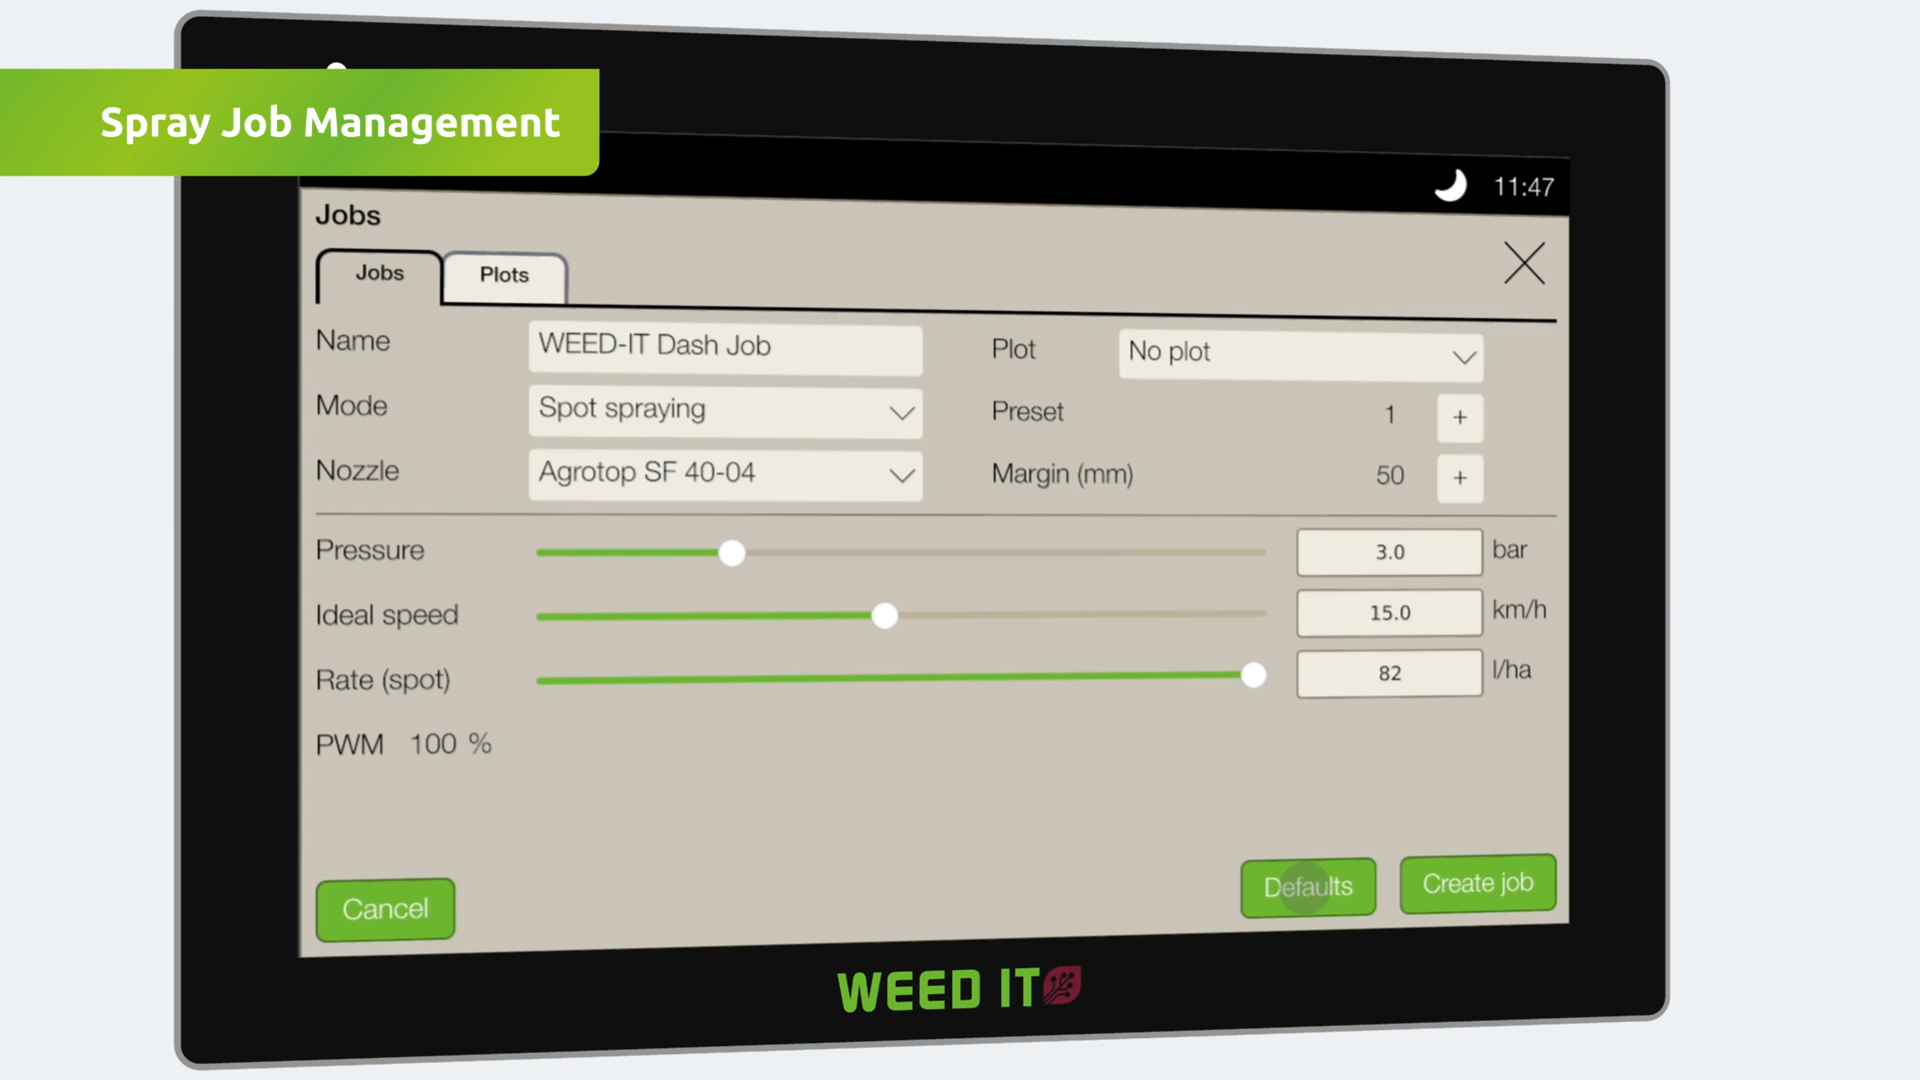 Spray Job Management
11:47
Jobs
Jobs
Plots
Name
WEED-IT Dash Job
Plot
No plot
Mode
Spot spraying
Preset
1
+
Nozzle
Agrotop SF 40-04
Margin (mm)
50
+
Pressure
3.0
bar
Ideal speed
15.0
km/h
Rate (spot)
82
l/ha
PWM 100 %
Cancel
Defaults
Create job
WEED IT